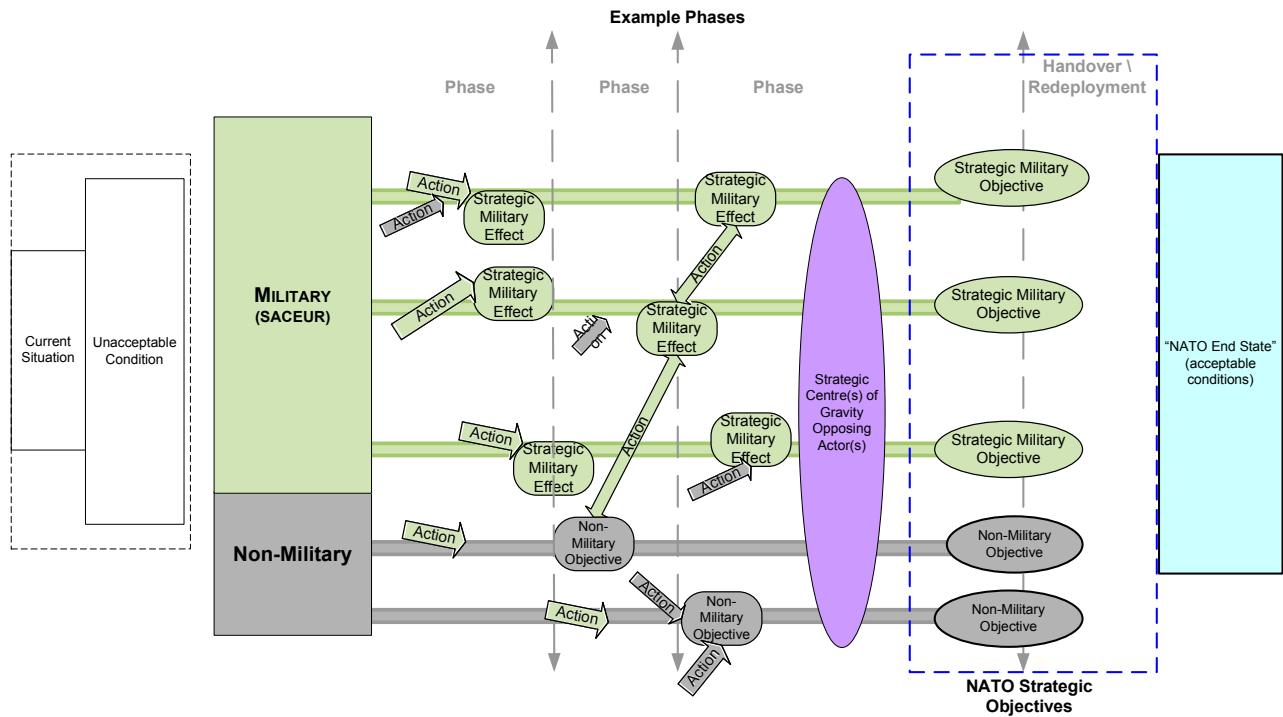 Example Phases
Phase
Phase
Phase
Handover \
Redeployment
Current
Situation
Unacceptable
Condition
MILITARY
(SACEUR)
Action
Action
Strategic
Military
Effect
Strategic
Military
Effect
Strategic Military
Objective
Action
Action
Strategic
Military
Effect
Acti
on
Strategic
Military
Effect
Strategic Military
Objective
Action
Strategic
Military
Effect
Action
Strategic
Military
Effect
Action
Strategic
Centre(s) of
Gravity
Opposing
Actor(s)
Strategic Military
Objective
"NATO End State"
(acceptable
conditions)
Non-Military
Action
Non-
Military
Objective
Non-Military
Objective
Action
Action
Non-
Military
Objective
Action
Non-Military
Objective
NATO Strategic
Objectives